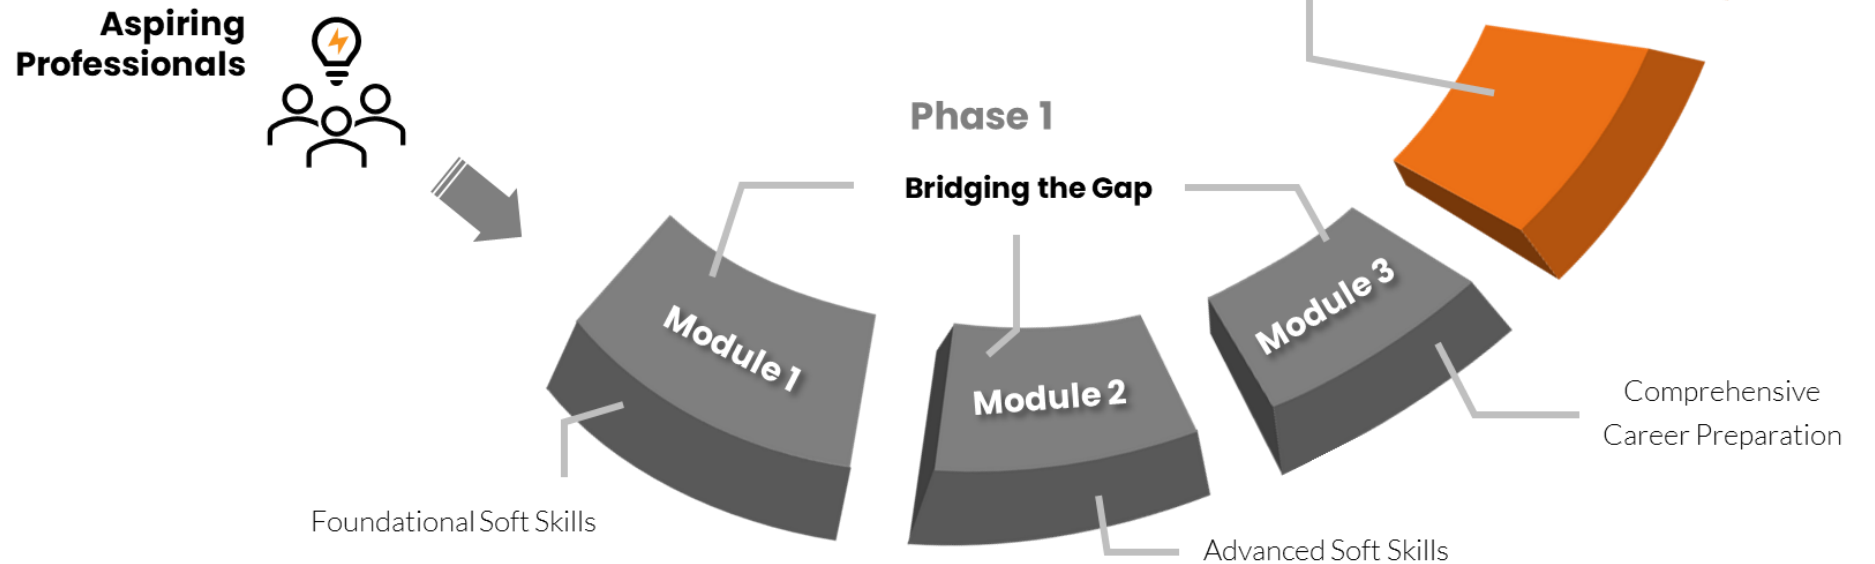 Aspiring
Professionals
Phase 1
Bridging the Gap
Module 1
Module 2
Module 3
Comprehensive
Career Preparation
Foundational Soft Skills
Advanced Soft Skills